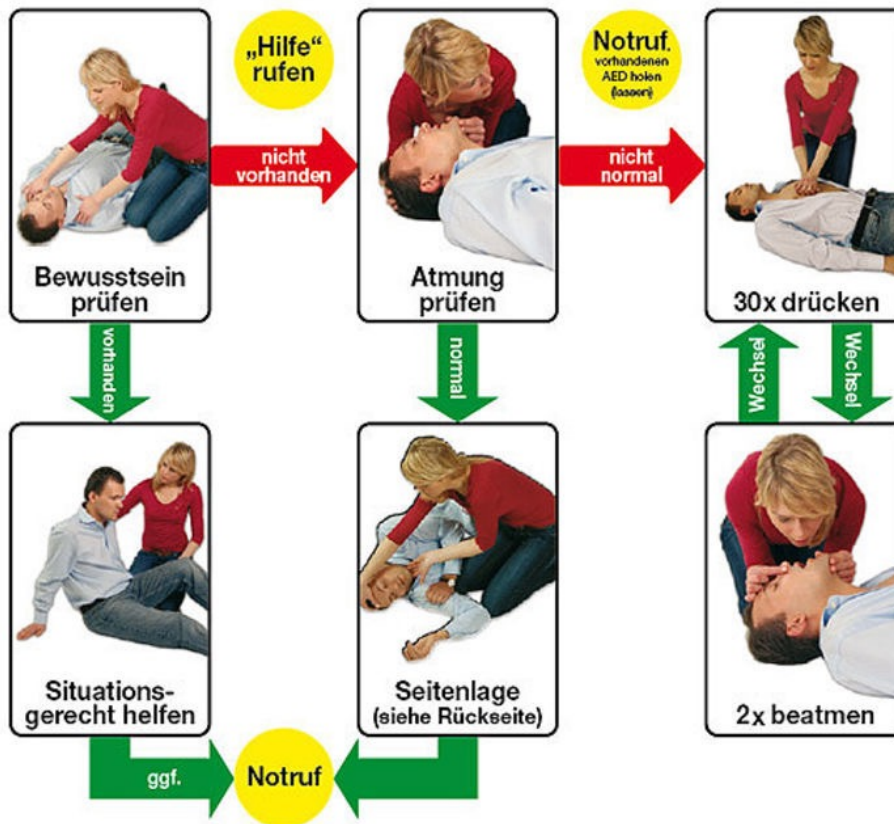 „Hilfe“
rufen
Notruf,
vorhandenen
AED holen
(lassen)
nicht
vorhanden
nicht
normal
Bewusstsein
prüfen
Atmung
prüfen
30x drücken
vorhanden
normal
Wechsel
Wechsel
Situations-
gerecht helfen
Seitenlage
(siehe Rückseite)
2x beatmen
ggf.
Notruf